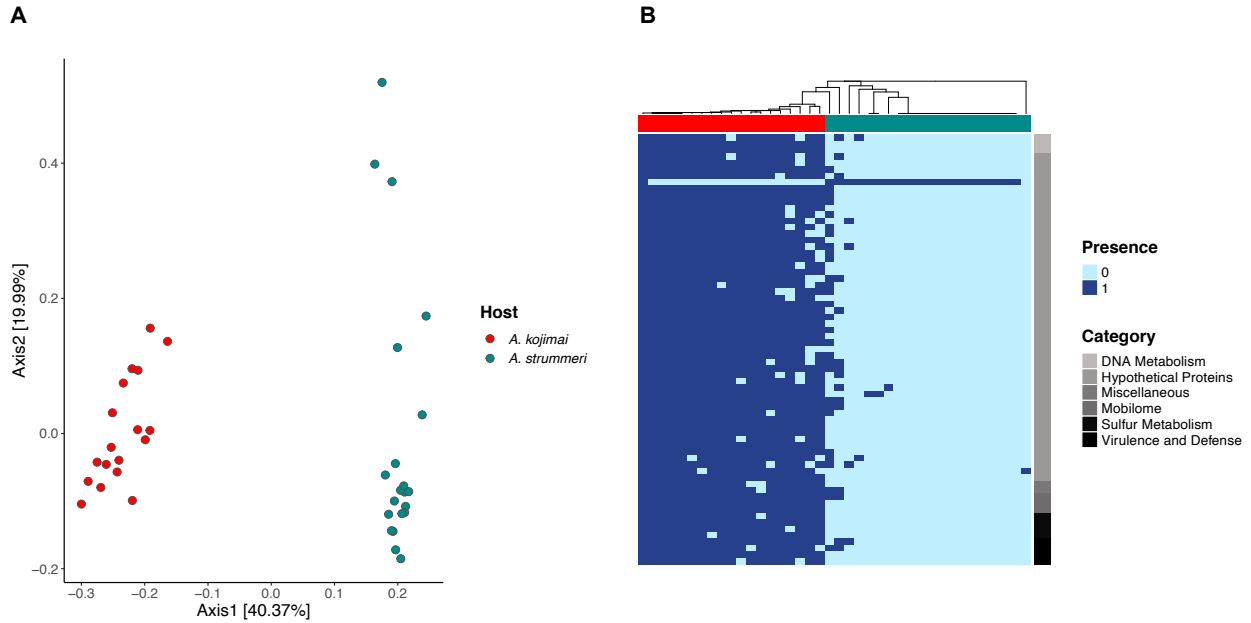 A
B
0.4
0.2
0.0
−0.2
Axis2 [19.99%]
−0.3
−0.2
−0.1
0.0
0.1
0.2
Axis1 [40.37%]
Host
A. kojimai
A. strummeri
Presence
0
1
Category
DNA Metabolism
Hypothetical Proteins
Miscellaneous
Mobilome
Sulfur Metabolism
Virulence and Defense